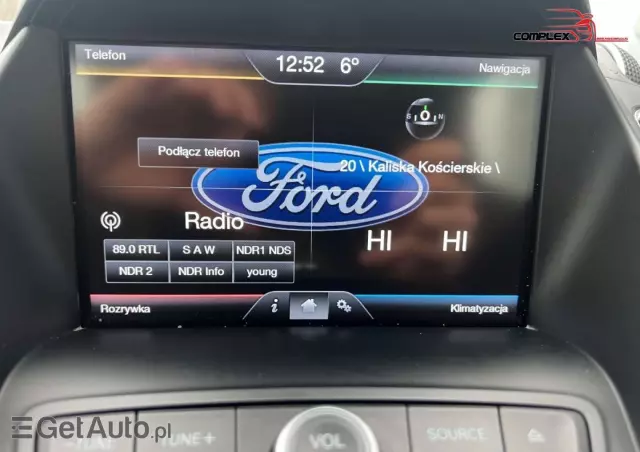 COMPLEX
Telefon
12:52 6°
Nawigacja
S O N
Podłącz telefon
20 \ Kaliska Kościerskie \
Ford
Radio
HI HI
89.0 RTL S A W NDR1 NDS
NDR 2 NDR Info young
Rozrywka
i
Klimatyzacja
-TUNE TUNE+ VOL SOURCE
GetAuto.pl